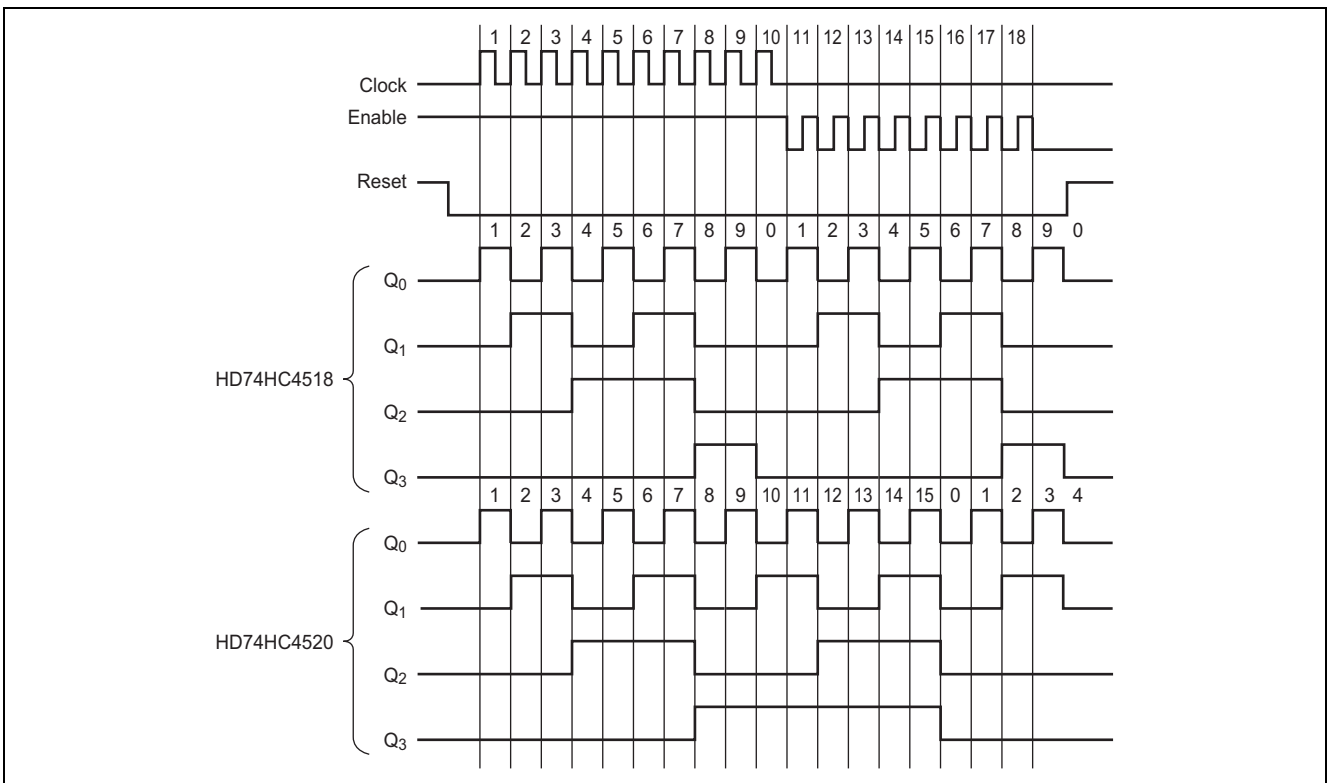 1 2 3 4 5 6 7 8 9 10 11 12 13 14 15 16 17 18
Clock
Enable
Reset
1 2 3 4 5 6 7 8 9 0 1 2 3 4 5 6 7 8 9 0
Q0
Q1
HD74HC4518
Q2
Q3
1 2 3 4 5 6 7 8 9 10 11 12 13 14 15 0 1 2 3 4
Q0
Q1
HD74HC4520
Q2
Q3